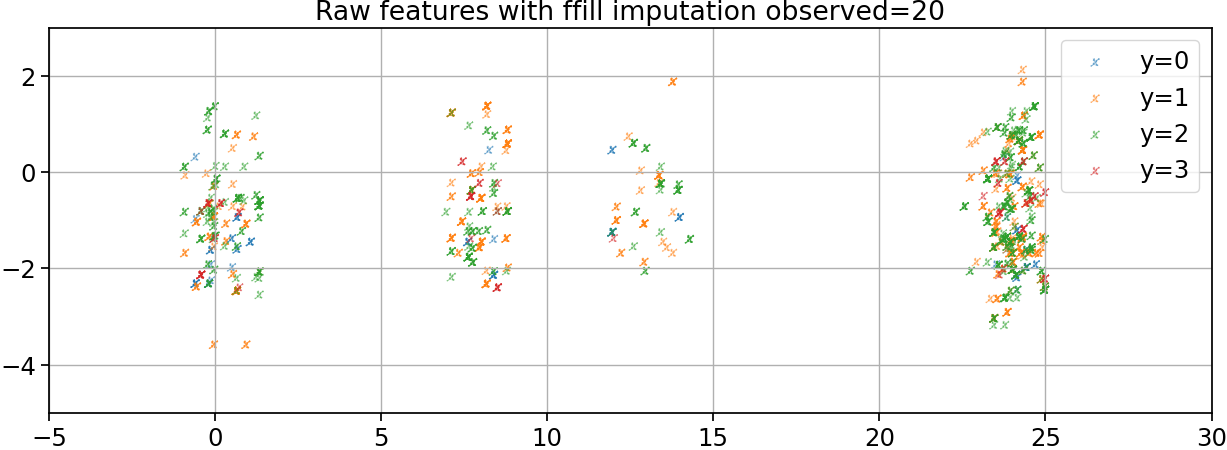 Raw features with ffill imputation observed=20
2
0
−2
−4
y=0
y=1
y=2
y=3
−5 0 5 10 15 20 25 30